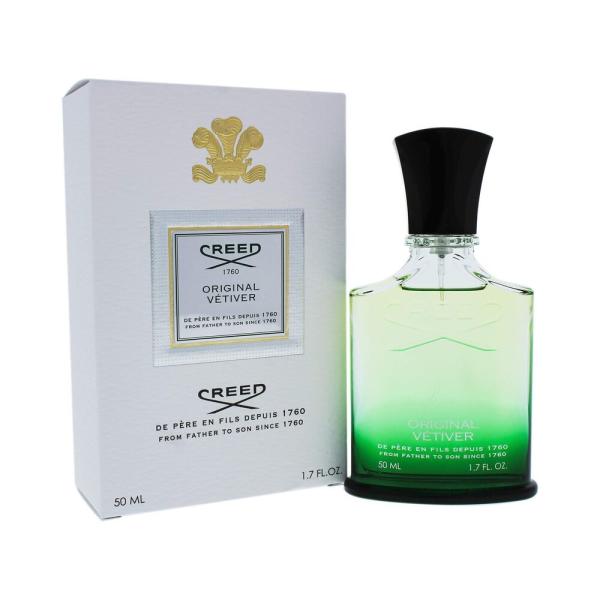 CREED
1760
ORIGINAL
VÉTIVER
DE PÈRE EN FILS DEPUIS 1760
FROM FATHER TO SON SINCE 1760
CREED
DE PÈRE EN FILS DEPUIS 1760
FROM FATHER TO SON SINCE 1760
50 ML
1.7 FL.OZ.
CREED
ORIGINAL
VÉTIVER
DE PÈRE EN FILS DEPUIS 1760
FROM FATHER TO SON SINCE 1760
50 ML
1.7 FL.OZ.